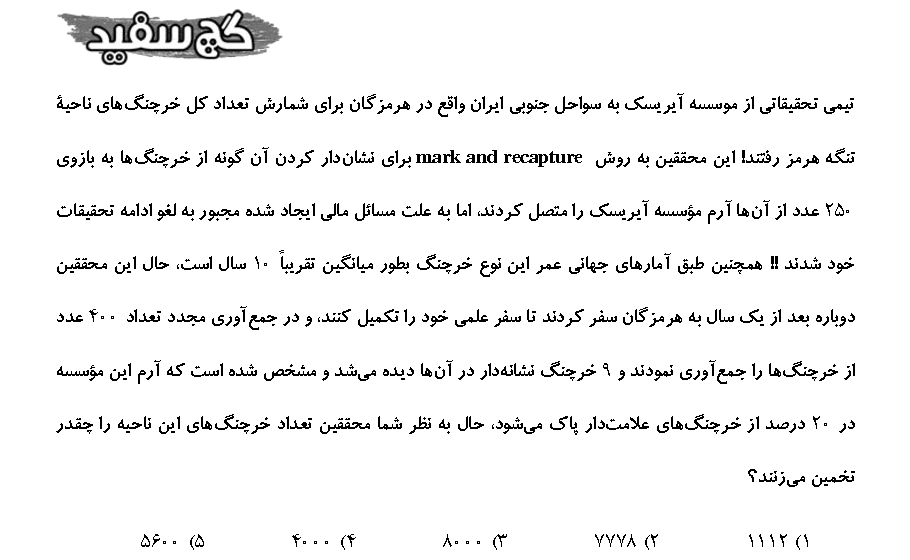 گچ سفید
تیمی تحقیقاتی از موسسه آیریسک به سواحل جنوبی ایران واقع در هرمزگان برای شمارش تعداد کل خرچنگ‌های ناحیهٔ
تنگه هرمز رفتند! این محققین به روش mark and recapture برای نشان‌دار کردن آن گونه از خرچنگ‌ها به بازوی
۲۵۰ عدد از آن‌ها آرم مؤسسه آیریسک را متصل کردند، اما به علت مسائل مالی ایجاد شده مجبور به لغو ادامه تحقیقات
خود شدند !! همچنین طبق آمارهای جهانی عمر این نوع خرچنگ بطور میانگین تقریباً ۱۰ سال است، حال این محققین
دوباره بعد از یک سال به هرمزگان سفر کردند تا سفر علمی خود را تکمیل کنند، و در جمع‌آوری مجدد تعداد ۴۰۰ عدد
از خرچنگ‌ها را جمع‌آوری نمودند و ۹ خرچنگ نشانه‌دار در آن‌ها دیده می‌شد و مشخص شده است که آرم این مؤسسه
در ۲۰ درصد از خرچنگ‌های علامت‌دار پاک می‌شود، حال به نظر شما محققین تعداد خرچنگ‌های این ناحیه را چقدر
تخمین می‌زنند؟
۱) ۱۱۱۲ ۲) ۷۷۷۸ ۳) ۸۰۰۰ ۴) ۴۰۰۰ ۵) ۵۶۰۰